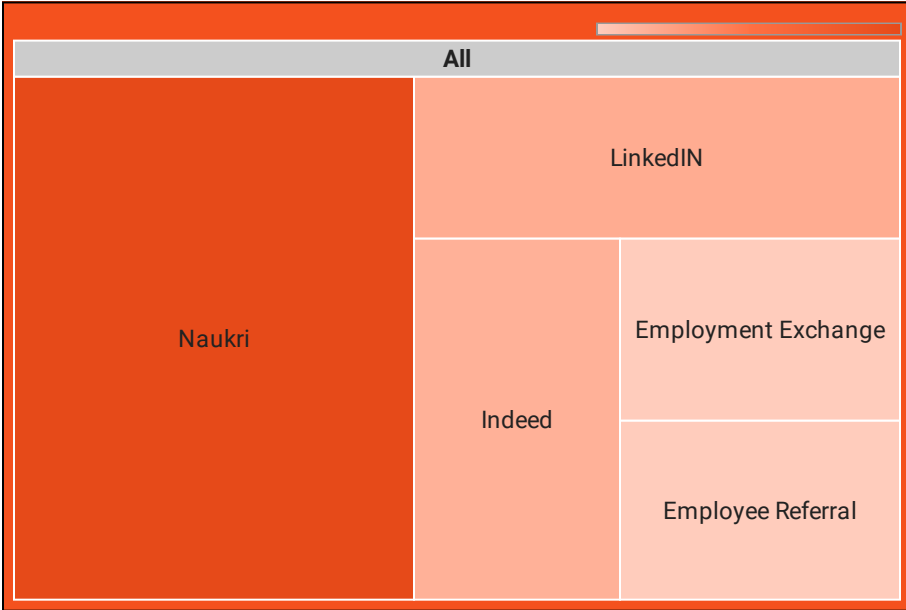 All
LinkedIN
Naukri
Employment Exchange
Indeed
Employee Referral